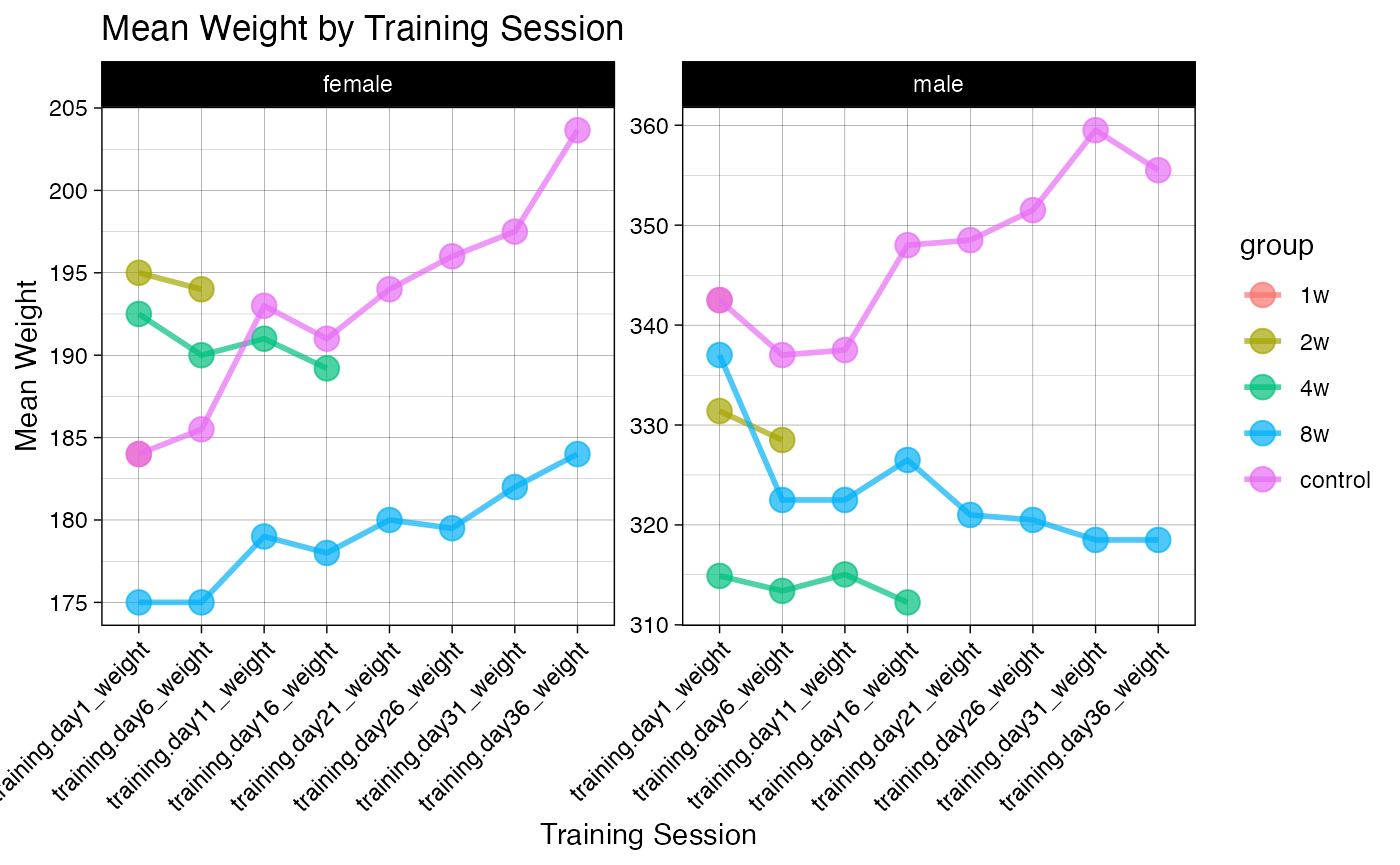 Mean Weight by Training Session
female
male
Mean Weight
205
200
195
190
185
180
175
360
350
340
330
320
310
training.day1_weight
training.day6_weight
training.day11_weight
training.day16_weight
training.day21_weight
training.day26_weight
training.day31_weight
training.day36_weight
training.day1_weight
training.day6_weight
training.day11_weight
training.day16_weight
training.day21_weight
training.day26_weight
training.day31_weight
training.day36_weight
Training Session
group
1w
2w
4w
8w
control